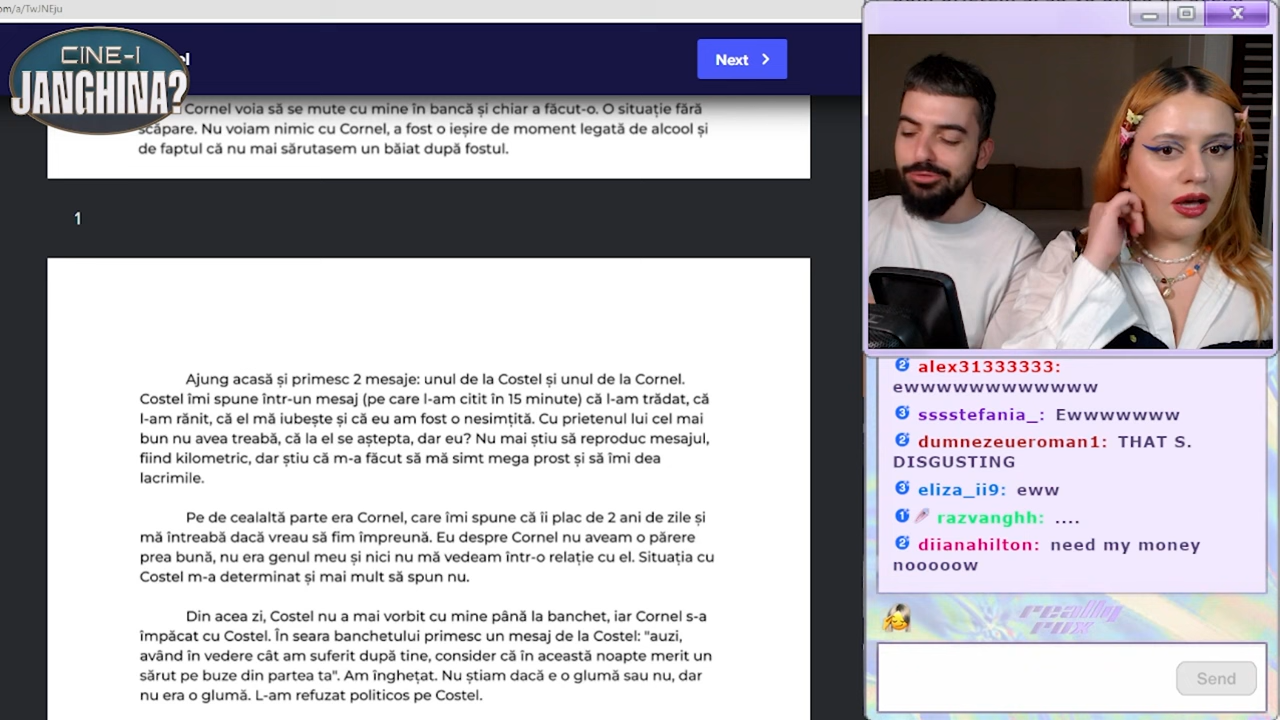 om/a/TwJNEju
CINE-I
JANGHINA?
el
Next
Cornel voia să se mute cu mine în bancă și chiar a făcut-o. O situație fără
scăpare. Nu voiam nimic cu Cornel, a fost o ieșire de moment legată de alcool și
de faptul că nu mai sărutasem un băiat după fostul.
1
Ajung acasă și primesc 2 mesaje: unul de la Costel și unul de la Cornel.
Costel îmi spune într-un mesaj (pe care l-am citit în 15 minute) că l-am trădat, că
l-am rănît, că el mă iubește și că eu am fost o nesimțită. Cu prietenul lui cel mai
bun nu avea treabă, că la el se aștepta, dar eu? Nu mai știu să reproduc mesajul,
fiind kilometric, dar știu că m-a făcut să mă simt mega prost și să îmi dea
lacrimile.
Pe de cealaltă parte era Cornel, care îmi spune că îi plac de 2 ani de zile și
mă întreabă dacă vreau să fim împreună. Eu despre Cornel nu aveam o părere
prea bună, nu era genul meu și nici nu mă vedeam într-o relație cu el. Situația cu
Costel m-a determinat și mai mult să spun nu.
Din acea zi, Costel nu a mai vorbit cu mine până la banchet, iar Cornel s-a
împăcat cu Costel. În seara banchetului primesc un mesaj de la Costel: "auzi,
având în vedere cât am suferit după tine, consider că în această noapte merit un
sărut pe buze din partea ta". Am înghețat. Nu știam dacă e o glumă sau nu, dar
nu era o glumă. L-am refuzat politicos pe Costel.
2 alex31333333:
ewwwwwwwwwwwww
3 sssstefania_: Ewwwwwww
2 dumnezeueroman1: THAT S.
DISGUSTING
3 eliza_ii9: eww
1 razvanghh: ....
2 diianahilton: need my money
nooooow
really
rux
Send